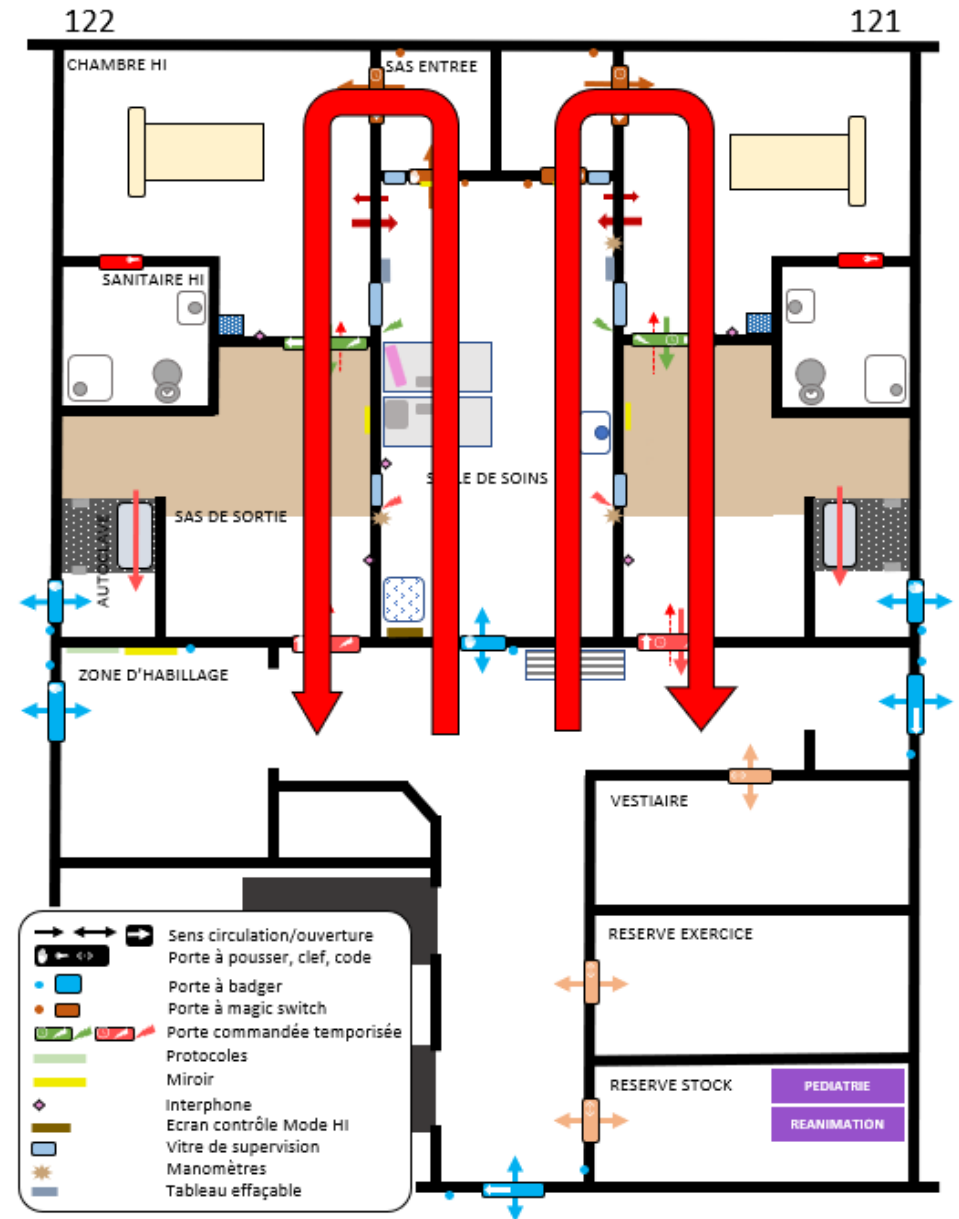 122
121
CHAMBRE HI
SAS ENTREE
SANITAIRE HI
DE SOINS
SAS DE SORTIE
AUTOCLAVE
ZONE D'HABILLAGE
VESTIAIRE
RESERVE EXERCICE
RESERVE STOCK
PEDIATRIE
REANIMATION
Sens circulation/ouverture
Porte à pousser, clef, code
Porte à badger
Porte à magic switch
Porte commandée temporisée
Protocoles
Miroir
Interphone
Ecran contrôle Mode HI
Vitre de supervision
Manomètres
Tableau effaçable